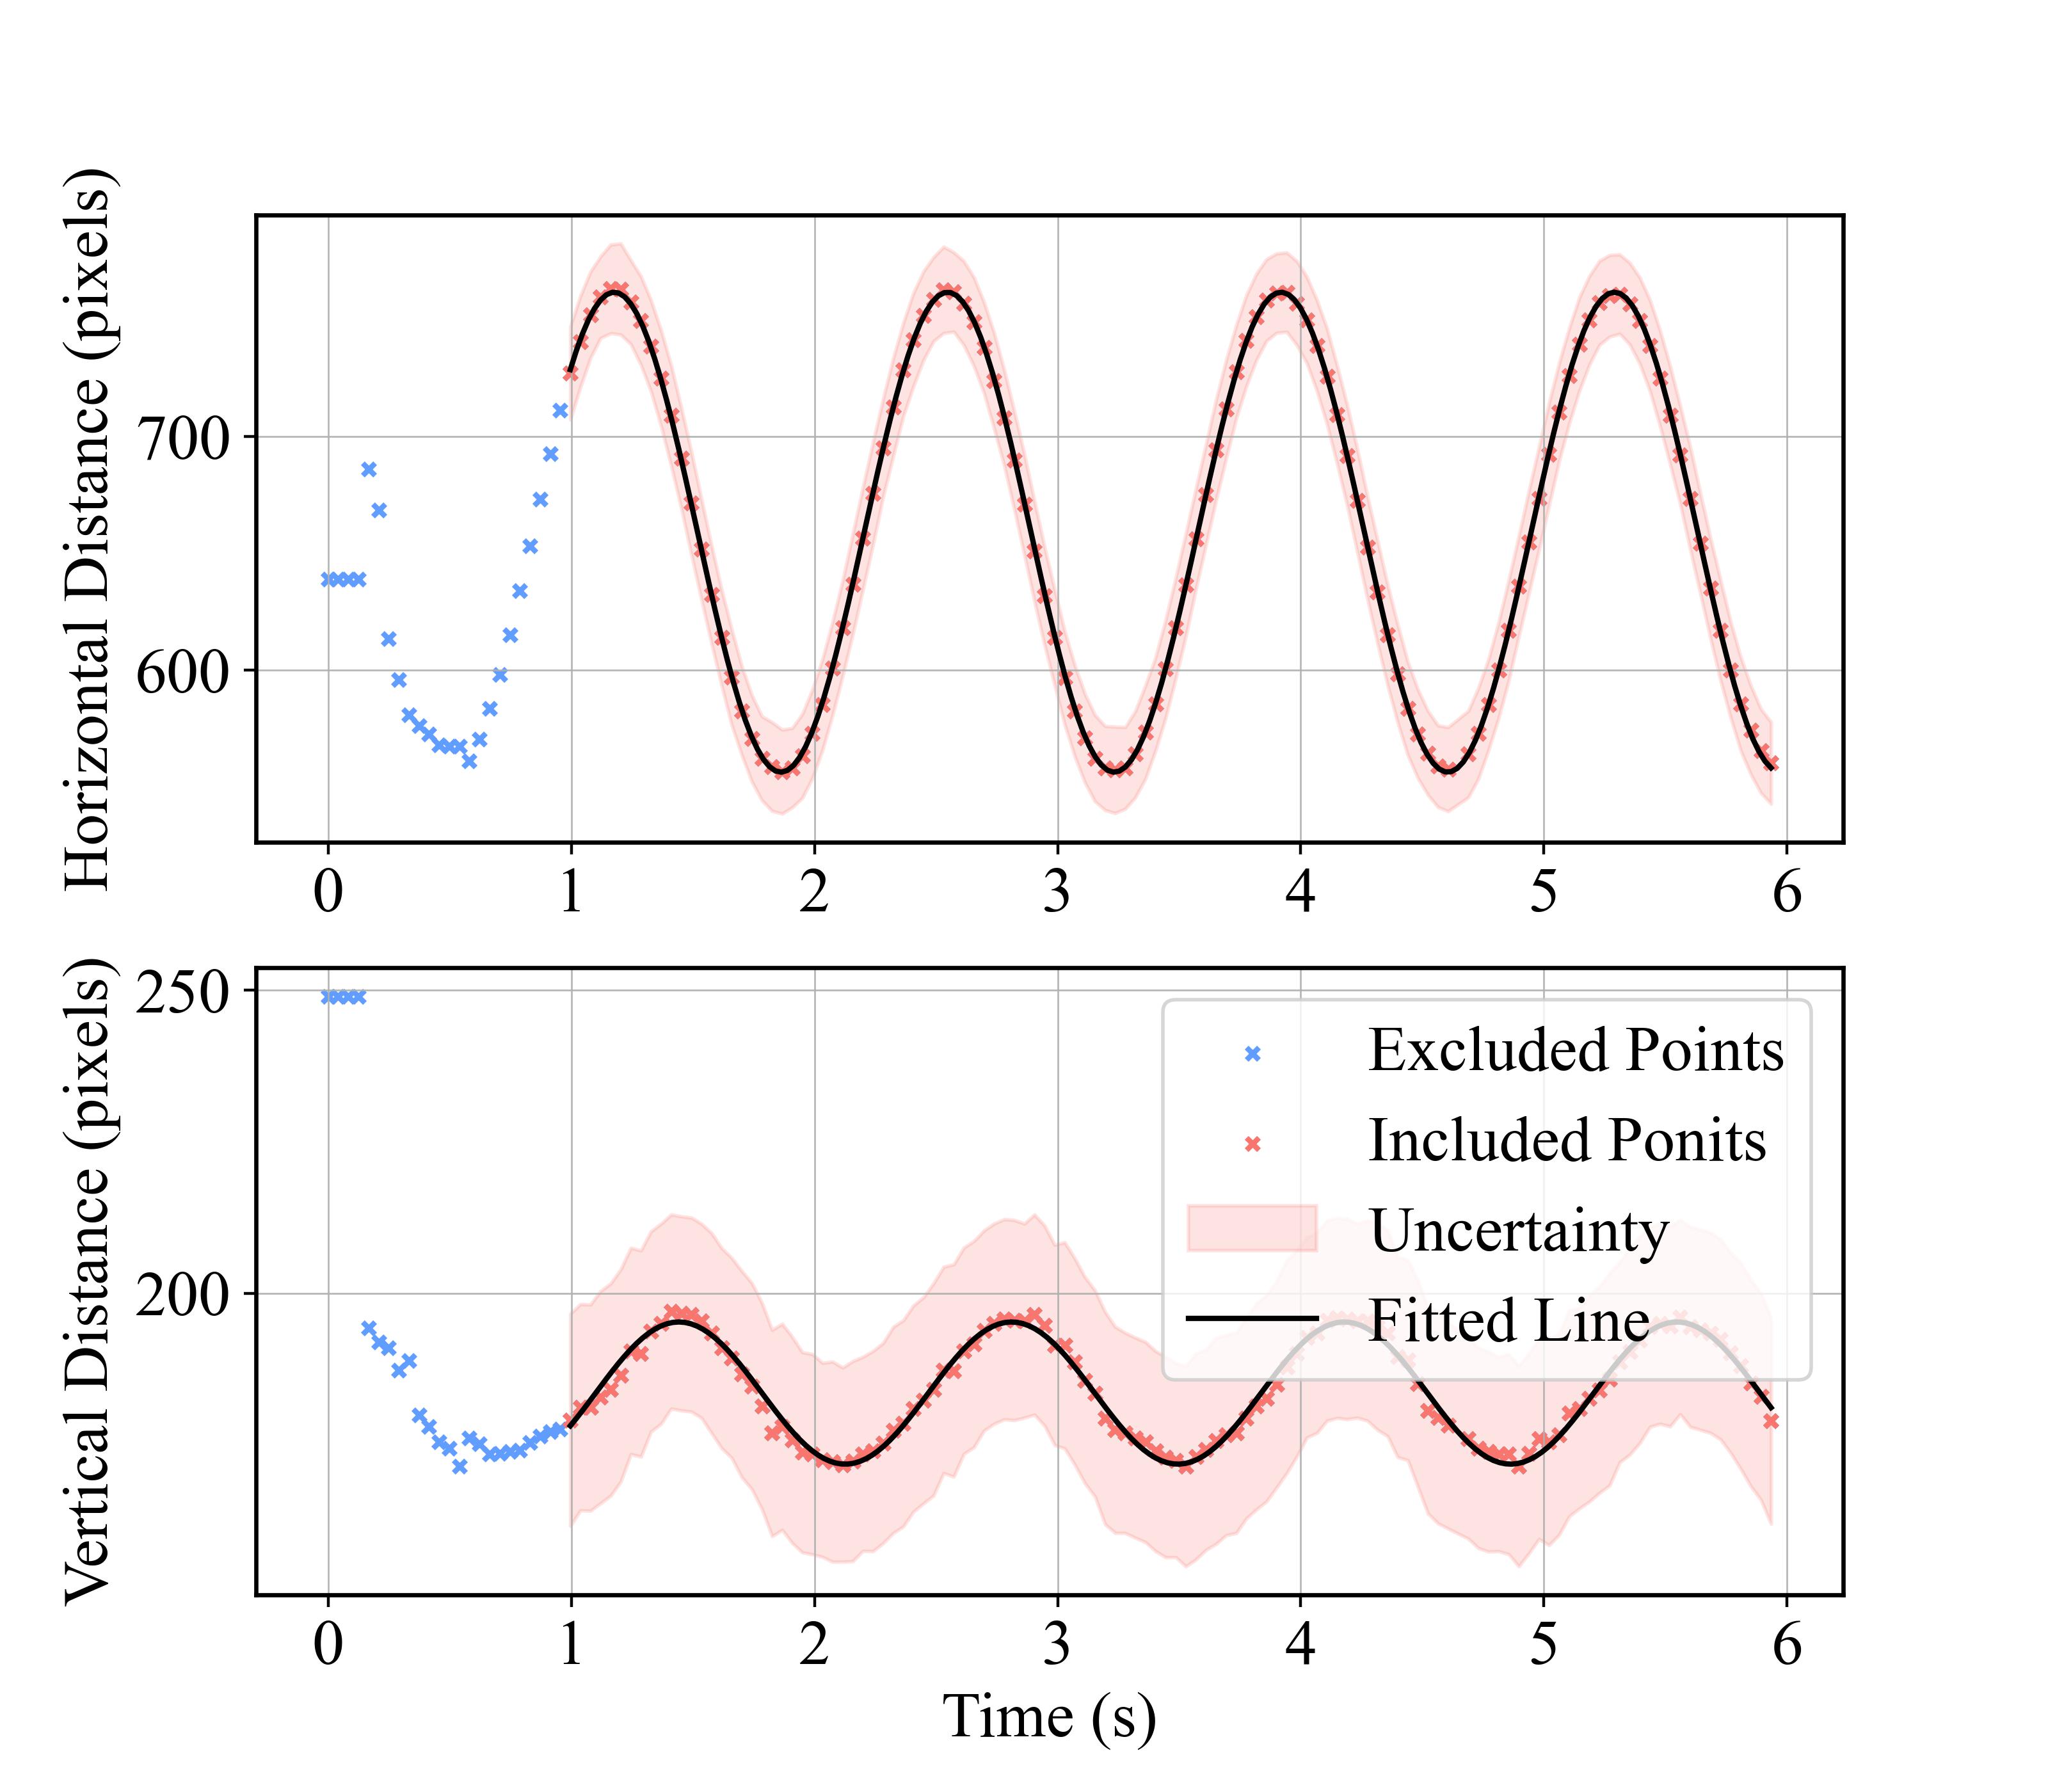 Horizontal Distance (pixels)
700
600
0 1 2 3 4 5 6
Vertical Distance (pixels)
250
200
Excluded Points
Included Ponits
Uncertainty
Fitted Line
0 1 2 3 4 5 6
Time (s)